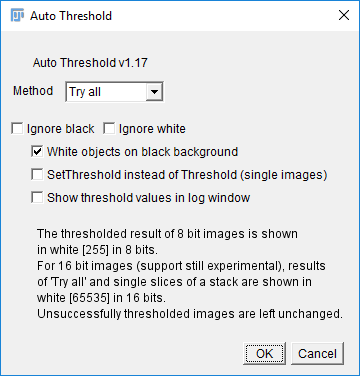 Auto Threshold
Auto Threshold v1.17
Method Try all
Ignore black Ignore white
White objects on black background
SetThreshold instead of Threshold (single images)
Show threshold values in log window
The thresholded result of 8 bit images is shown
in white [255] in 8 bits.
For 16 bit images (support still experimental), results
of 'Try all' and single slices of a stack are shown in
white [65535] in 16 bits.
Unsuccessfully thresholded images are left unchanged.
OK Cancel